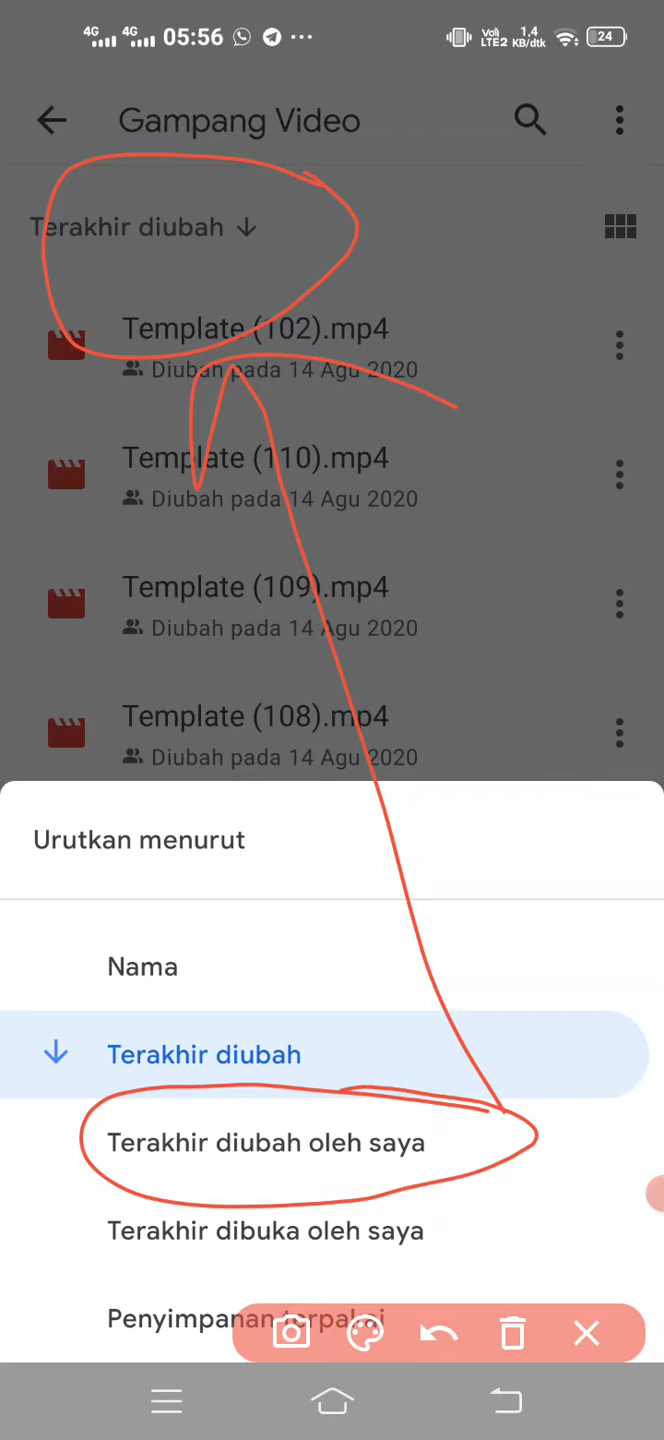 4G 4G 05:56 Vo) LTE2 1,4 KB/dtk 24
Gampang Video
Terakhir diubah
Template (102).mp4
Diubah pada 14 Agu 2020
Template (110).mp4
Diubah pada 14 Agu 2020
Template (109).mp4
Diubah pada 14 Agu 2020
Template (108).mp4
Diubah pada 14 Agu 2020
Urutkan menurut
Nama
Terakhir diubah
Terakhir diubah oleh saya
Terakhir dibuka oleh saya
Penyimpanan terpakai